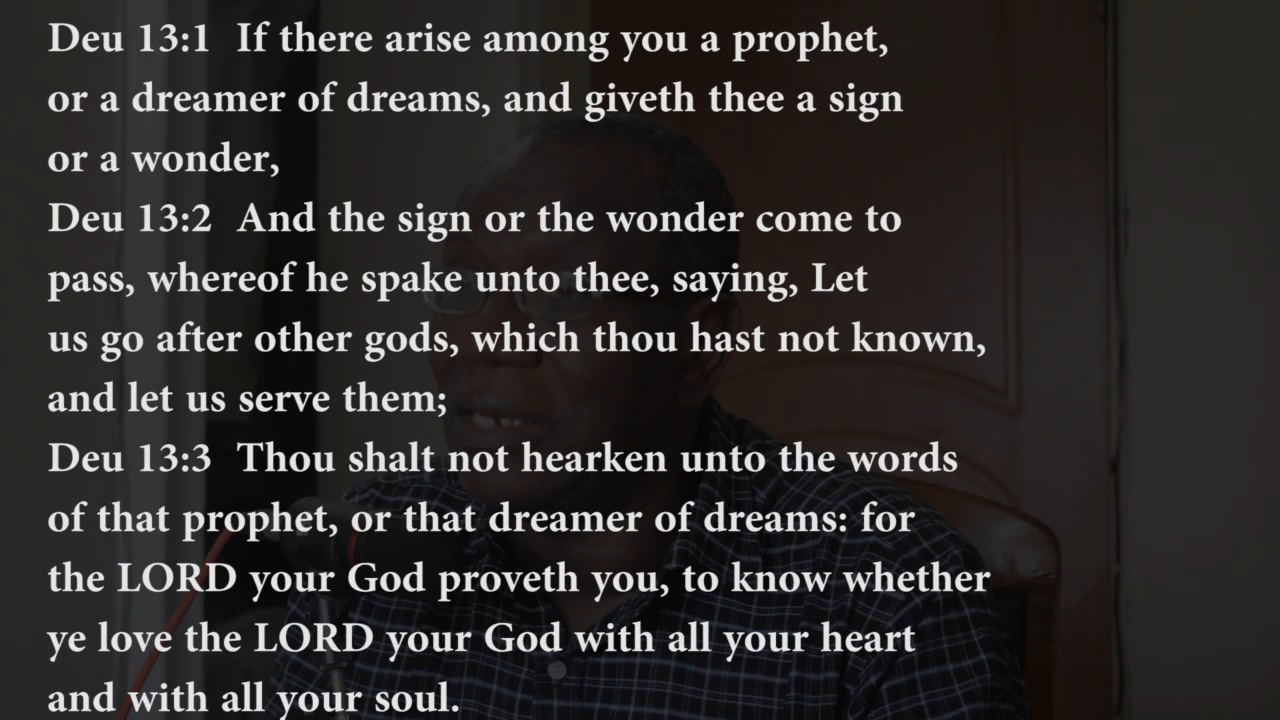 Deu 13:1  If there arise among you a prophet,
or a dreamer of dreams, and giveth thee a sign
or a wonder,
Deu 13:2  And the sign or the wonder come to
pass, whereof he spake unto thee, saying, Let
us go after other gods, which thou hast not known,
and let us serve them;
Deu 13:3  Thou shalt not hearken unto the words
of that prophet, or that dreamer of dreams: for
the LORD your God proveth you, to know whether
ye love the LORD your God with all your heart
and with all your soul.